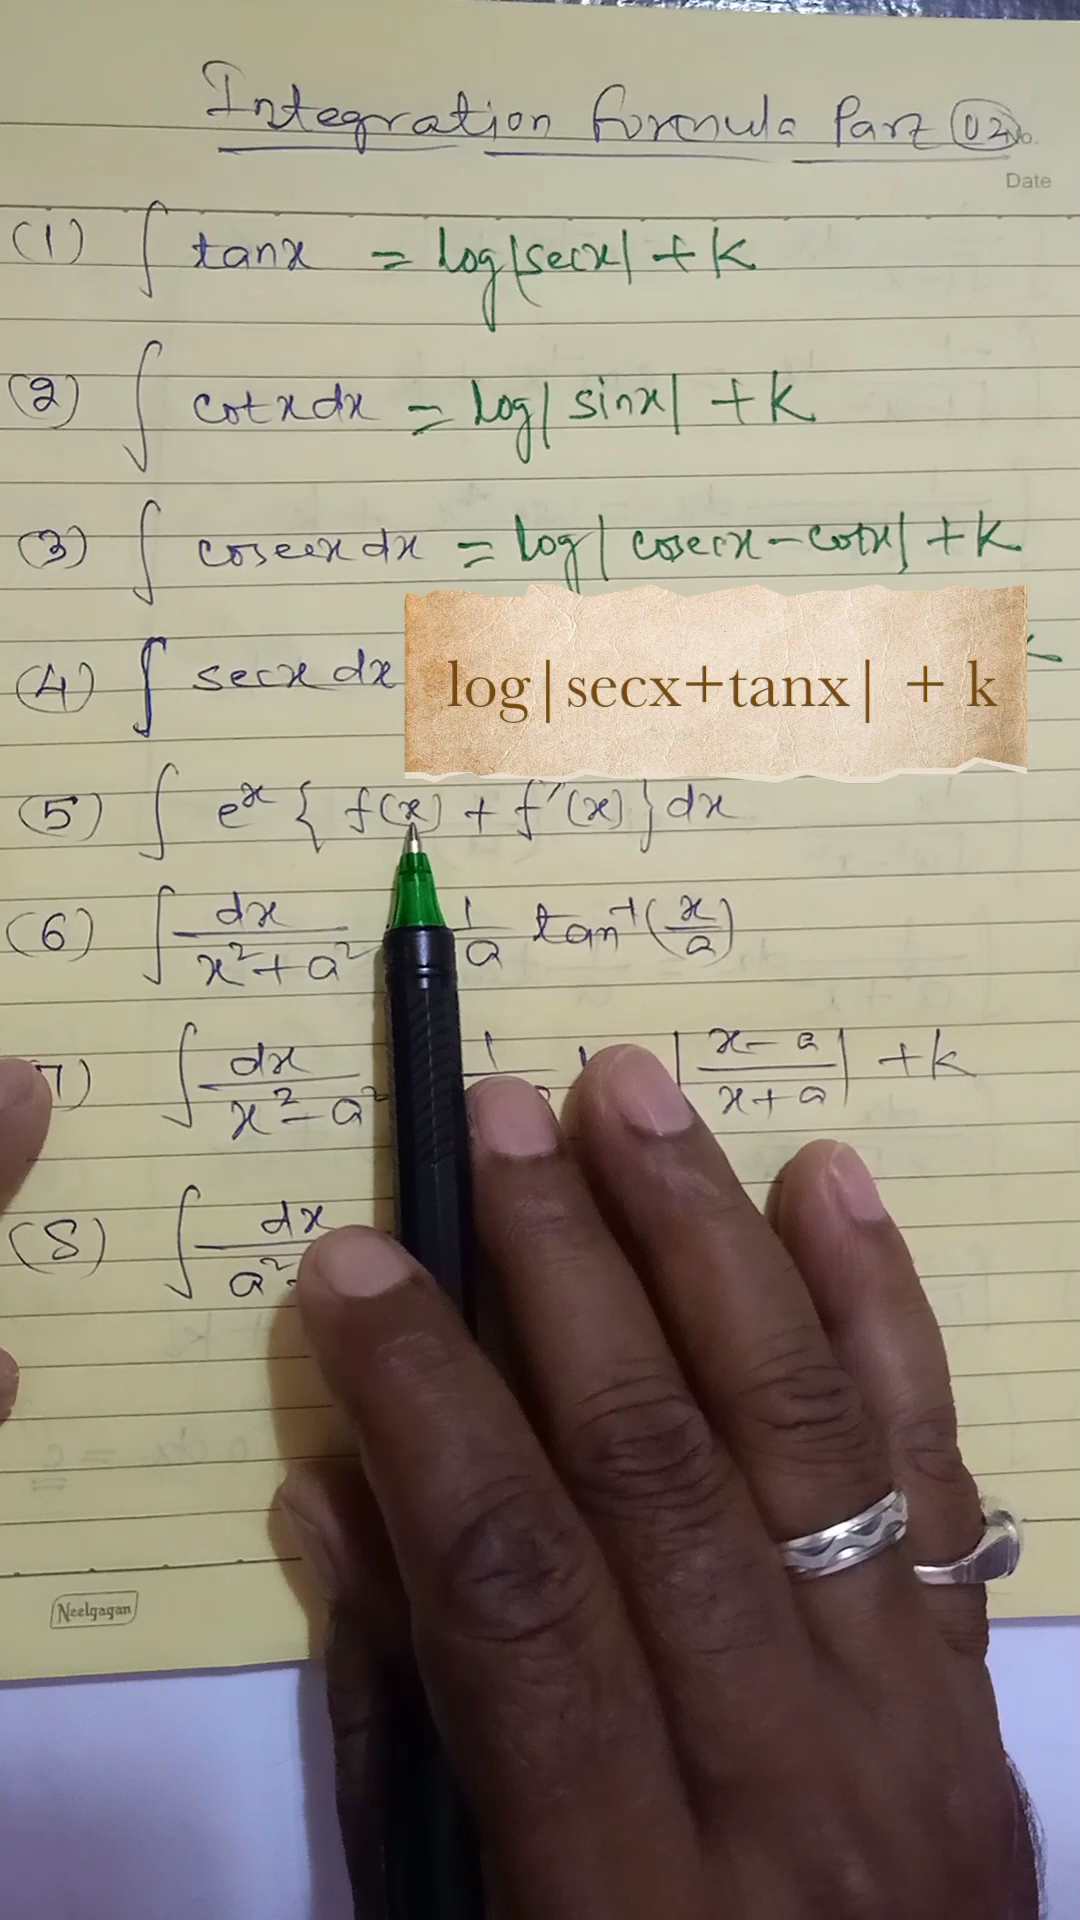 Integration Formula Part 02
No.
Date
(1) ∫ tanx = log|secx| + k
(2) ∫ cotx dx = log| sinx| + k
(3) ∫ cosecx dx = log| cosecx - cotx| + k
(4) ∫ secx dx log|secx+tanx| + k
(5) ∫ eˣ { f(x) + f'(x)} dx
(6) ∫ dx/(x²+a²) 1/a tan⁻¹(x/a)
7) ∫ dx/(x²-a²) |(x-a)/(x+a)| + k
(8) ∫ dx/a²
Neelgagan